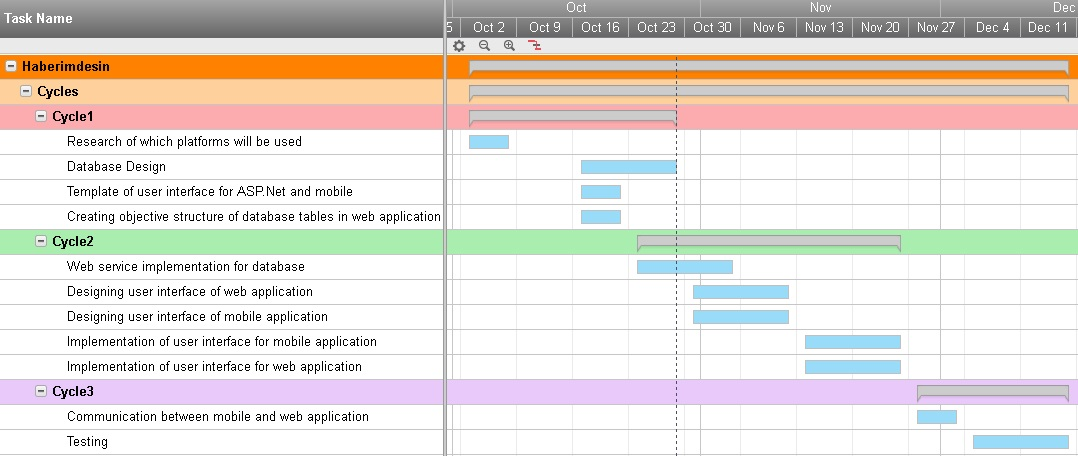 Task Name
Oct Nov Dec
5 Oct 2 Oct 9 Oct 16 Oct 23 Oct 30 Nov 6 Nov 13 Nov 20 Nov 27 Dec 4 Dec 11
Haberimdesin
Cycles
Cycle1
Research of which platforms will be used
Database Design
Template of user interface for ASP.Net and mobile
Creating objective structure of database tables in web application
Cycle2
Web service implementation for database
Designing user interface of web application
Designing user interface of mobile application
Implementation of user interface for mobile application
Implementation of user interface for web application
Cycle3
Communication between mobile and web application
Testing